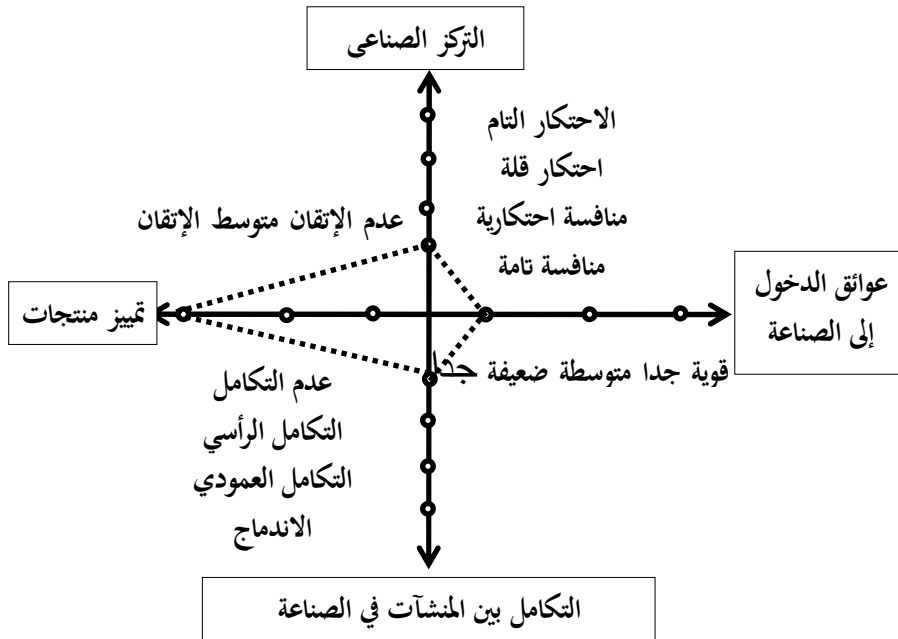 التركز الصناعى
الاحتكار التام
احتكار قلة
منافسة احتكارية
منافسة تامة
عدم الإتقان متوسط الإتقان
عوائق الدخول
إلى الصناعة
تمييز منتجات
قوية جدا متوسطة ضعيفة جدا
عدم التكامل
التكامل الرأسي
التكامل العمودي
الاندماج
التكامل بين المنشآت في الصناعة